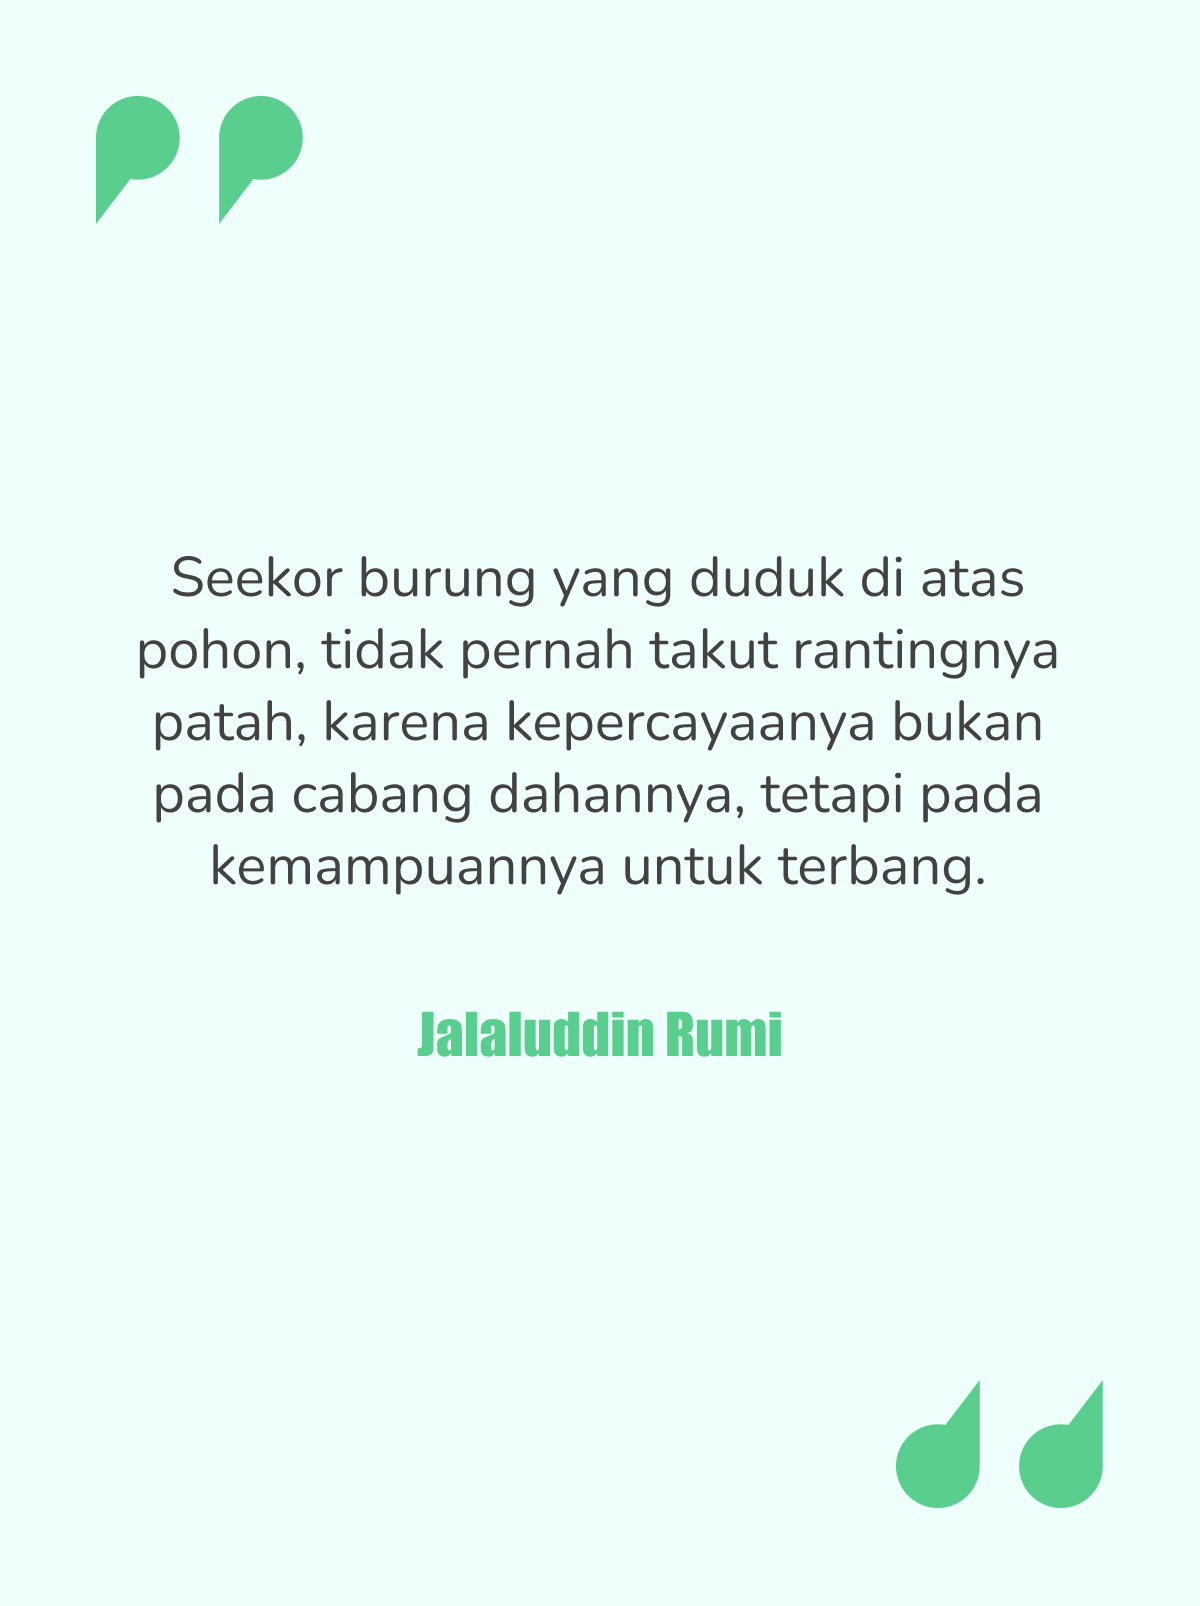 Seekor burung yang duduk di atas
pohon, tidak pernah takut rantingnya
patah, karena kepercayaanya bukan
pada cabang dahannya, tetapi pada
kemampuannya untuk terbang.
Jalaluddin Rumi